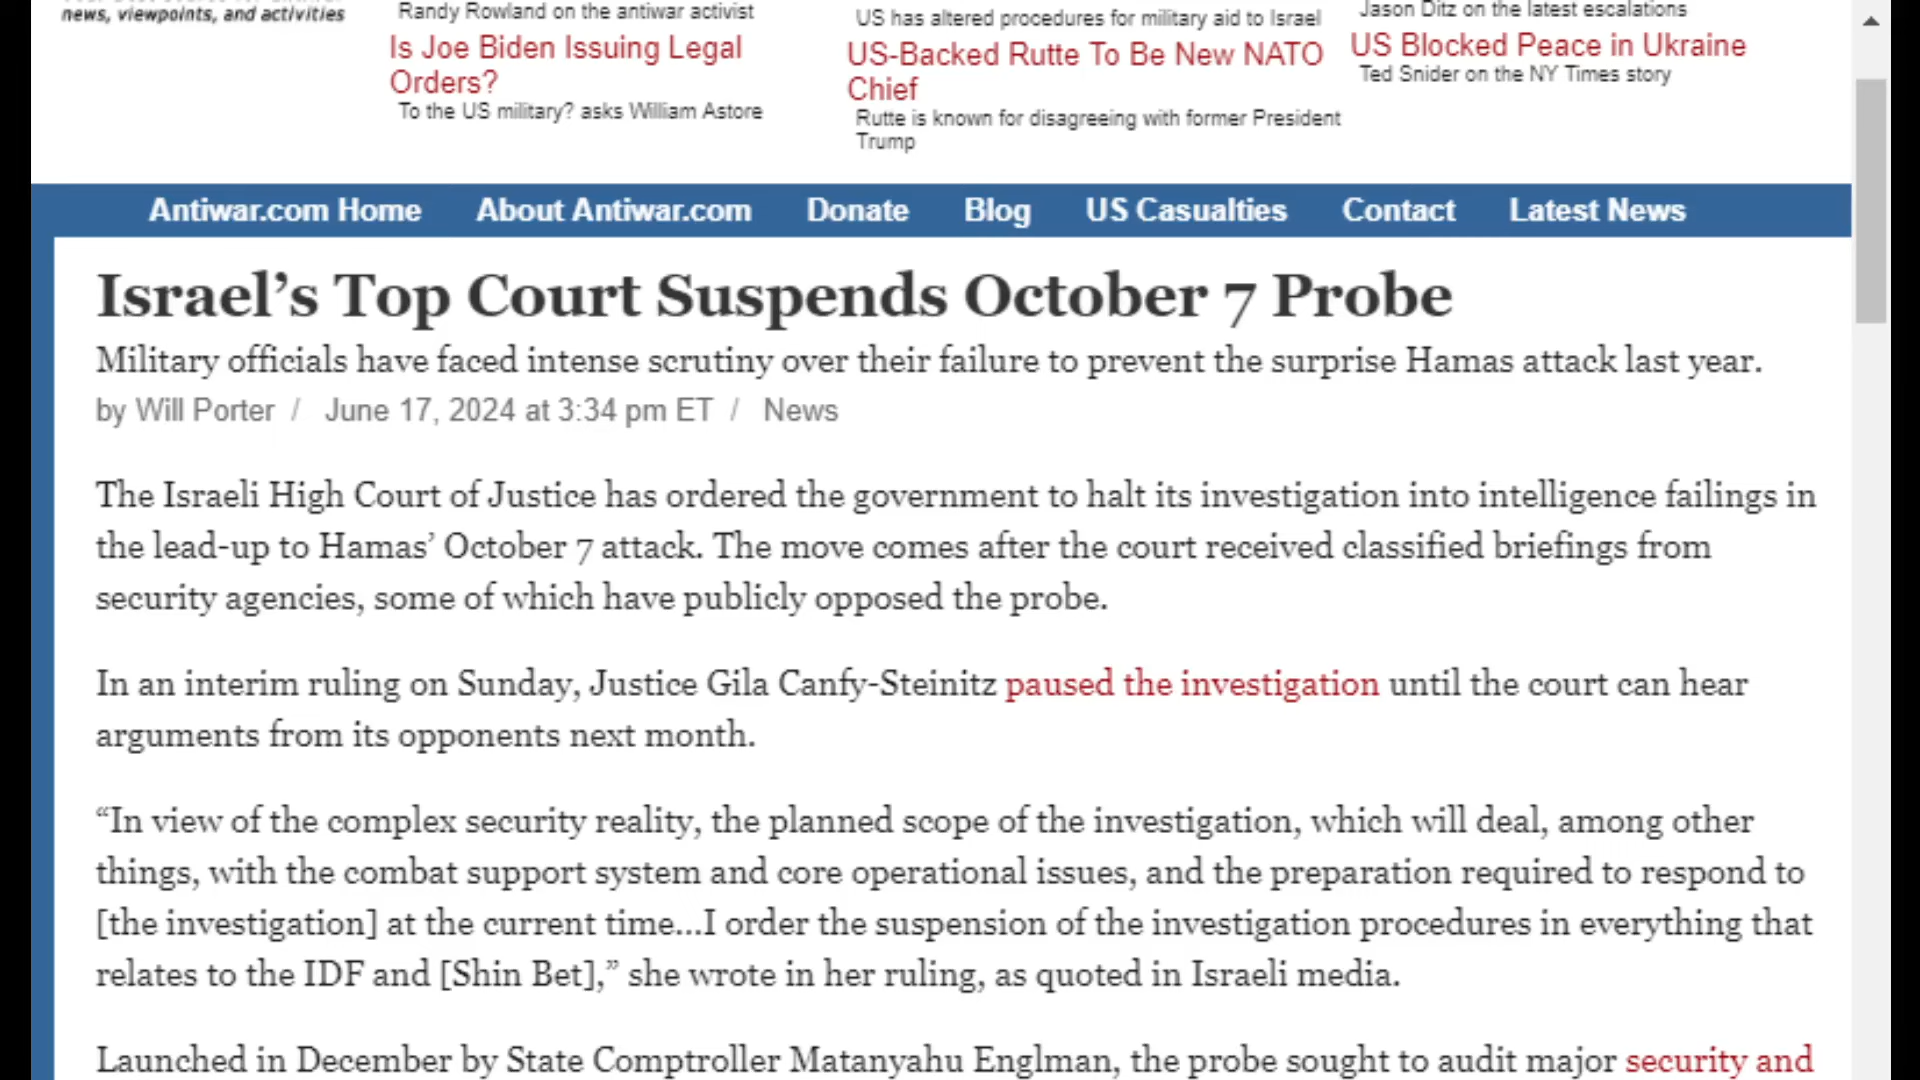 news, viewpoints, and activities
Randy Rowland on the antiwar activist
Is Joe Biden Issuing Legal
Orders?
To the US military? asks William Astore
US has altered procedures for military aid to Israel
US-Backed Rutte To Be New NATO
Chief
Rutte is known for disagreeing with former President
Trump
Jason Ditz on the latest escalations
US Blocked Peace in Ukraine
Ted Snider on the NY Times story
Antiwar.com Home About Antiwar.com Donate Blog US Casualties Contact Latest News
Israel’s Top Court Suspends October 7 Probe
Military officials have faced intense scrutiny over their failure to prevent the surprise Hamas attack last year.
by Will Porter / June 17, 2024 at 3:34 pm ET / News
The Israeli High Court of Justice has ordered the government to halt its investigation into intelligence failings in
the lead-up to Hamas’ October 7 attack. The move comes after the court received classified briefings from
security agencies, some of which have publicly opposed the probe.
In an interim ruling on Sunday, Justice Gila Canfy-Steinitz paused the investigation until the court can hear
arguments from its opponents next month.
“In view of the complex security reality, the planned scope of the investigation, which will deal, among other
things, with the combat support system and core operational issues, and the preparation required to respond to
[the investigation] at the current time...I order the suspension of the investigation procedures in everything that
relates to the IDF and [Shin Bet],” she wrote in her ruling, as quoted in Israeli media.
Launched in December by State Comptroller Matanyahu Englman, the probe sought to audit major security and